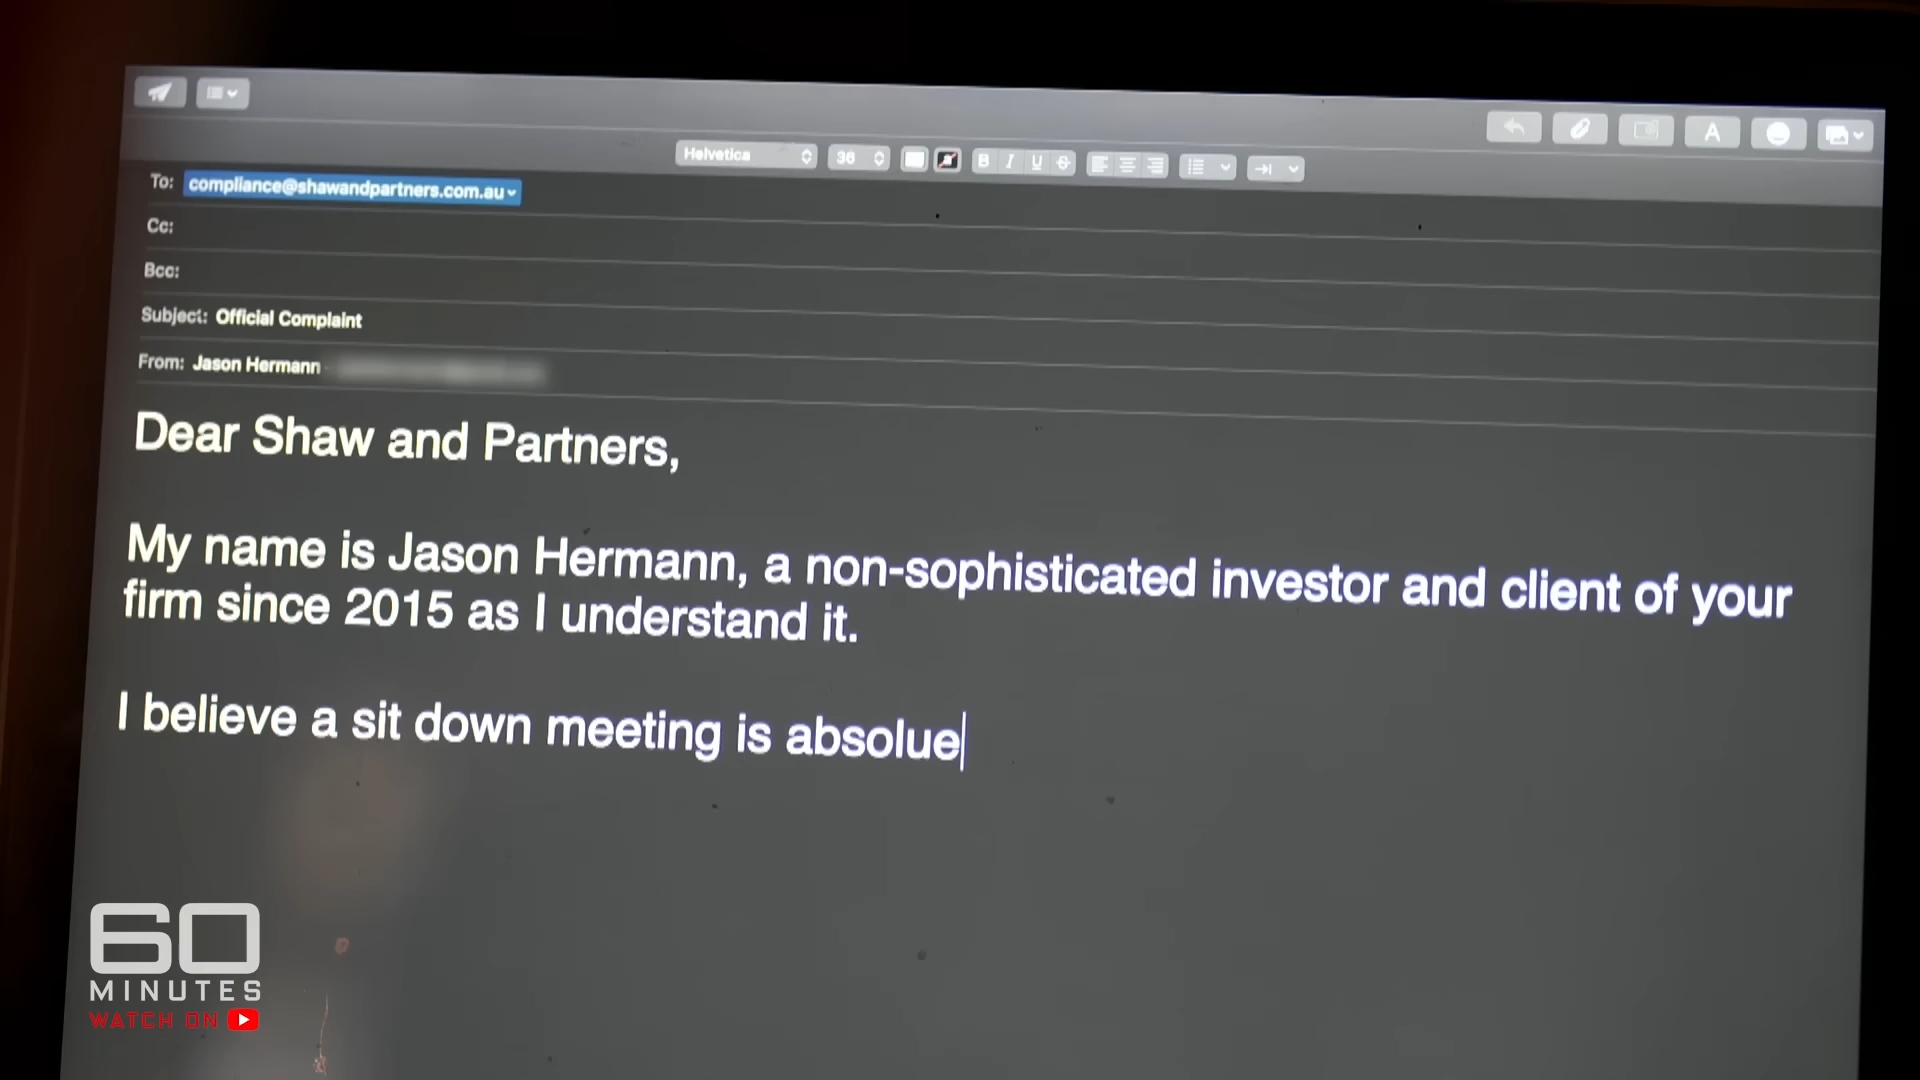 Helvetica
36
B I U S
A
To: compliance@shawandpartners.com.au
Cc:
Bcc:
Subject: Official Complaint
From: Jason Hermann
Dear Shaw and Partners,
My name is Jason Hermann, a non-sophisticated investor and client of your
firm since 2015 as I understand it.
I believe a sit down meeting is absolue
60
MINUTES
WATCH ON